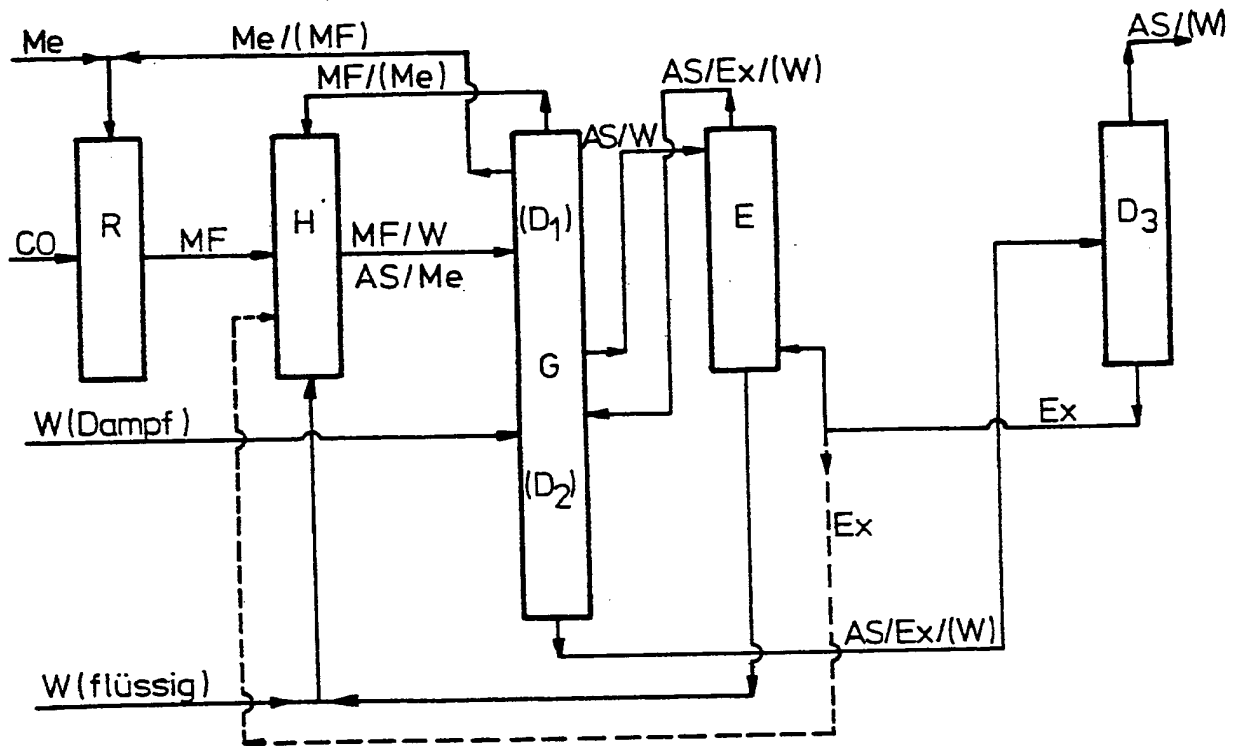 AS/(W)
Me
Me/(MF)
MF/(Me)
AS/Ex/(W)
AS/W
R
H
(D₁)
E
D₃
CO
MF
MF/W
AS/Me
G
W(Dampf)
Ex
(D₂)
Ex
AS/Ex/(W)
W(flüssig)